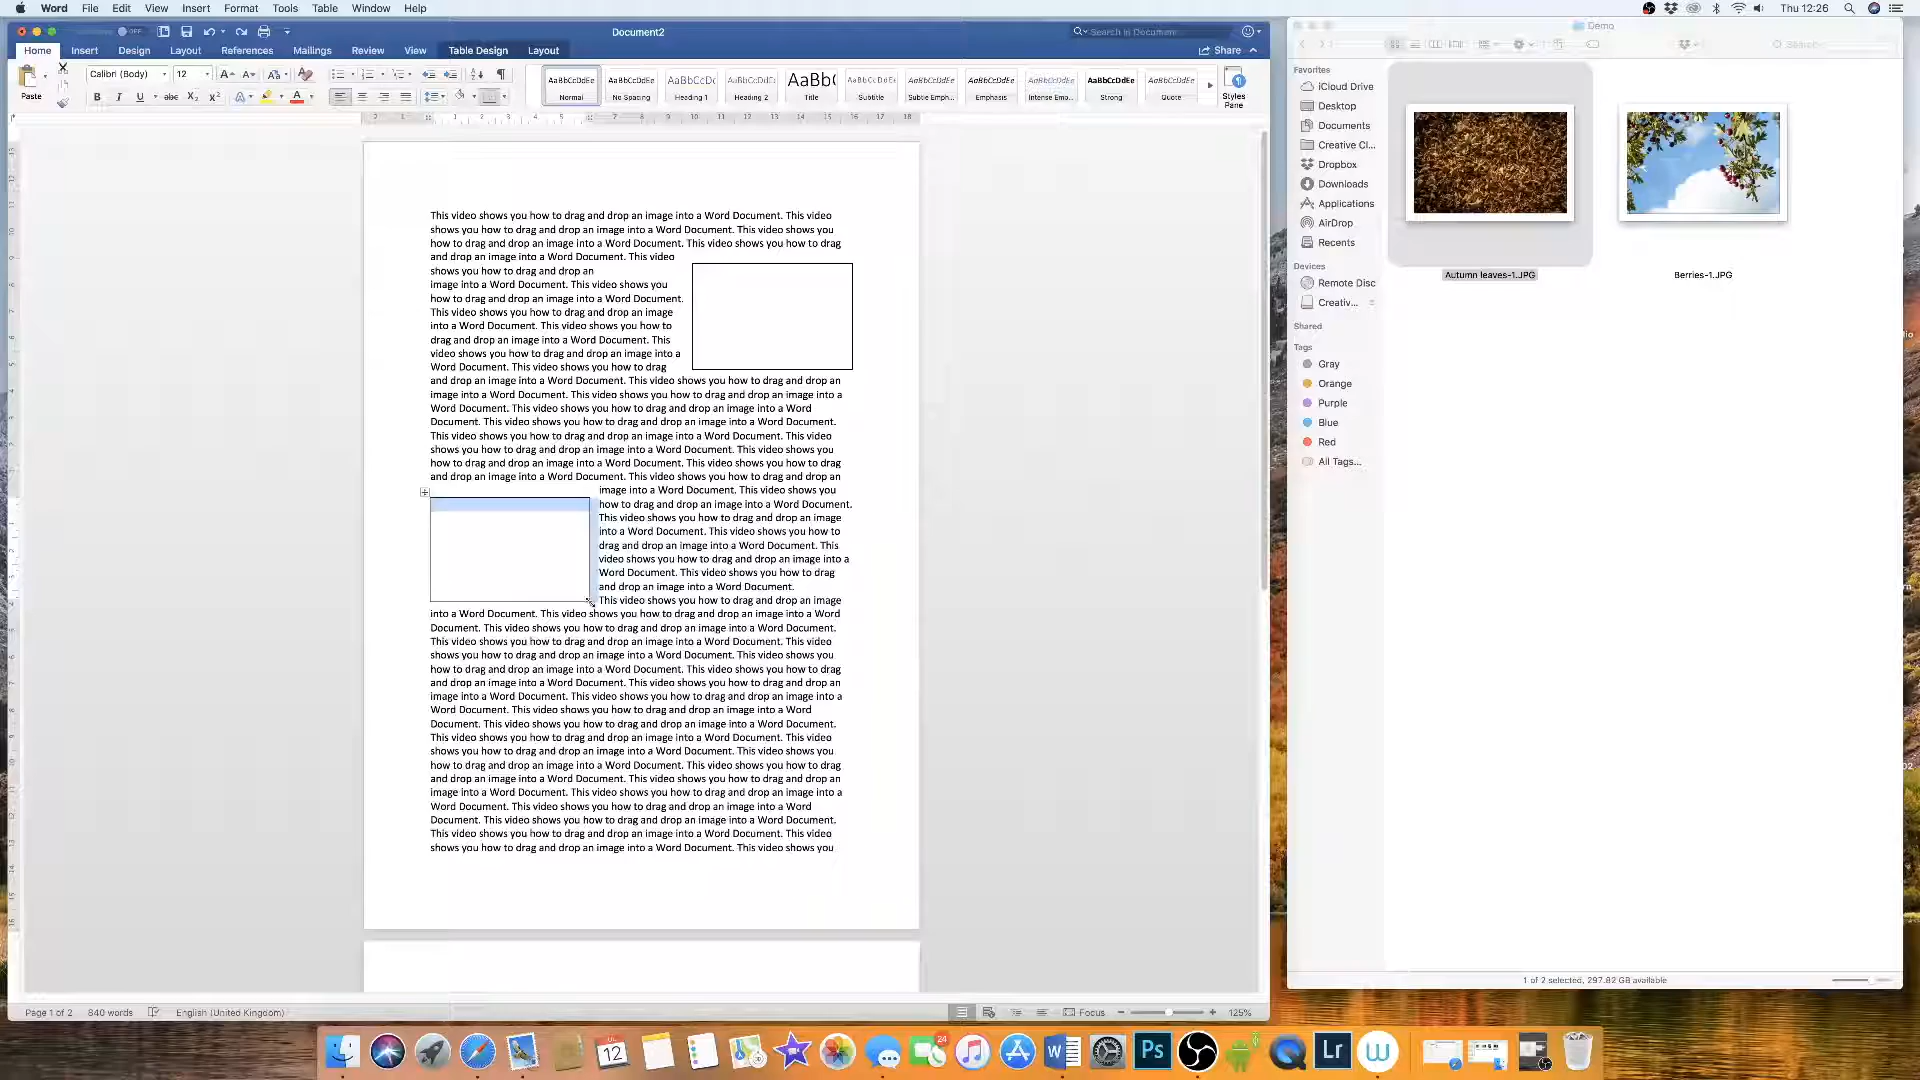 Word File Edit View Insert Format Tools Table Window Help
Thu 12:26
OFF
Document2
Search in Document
Home Insert Design Layout References Mailings Review View Table Design Layout
Share
Paste
Calibri (Body) 12
AaBbCcDdEe AaBbCcDdEe AaBbCcDc AaBbCcDdEe AaBb( AaBbCcDdEe AaBbCcDdEe AaBbCcDdEe AaBbCcDdEe AaBbCcDdEe AaBbCcDdEe
Normal No Spacing Heading 1 Heading 2 Title Subtitle Subtle Emph... Emphasis Intense Emp... Strong Quote
Styles
Pane
2 1 1 2 3 4 5 7 8 9 10 11 12 13 14 15 16 17 18
This video shows you how to drag and drop an image into a Word Document. This video
shows you how to drag and drop an image into a Word Document. This video shows you
how to drag and drop an image into a Word Document. This video shows you how to drag
and drop an image into a Word Document. This video
shows you how to drag and drop an
image into a Word Document. This video shows you
how to drag and drop an image into a Word Document.
This video shows you how to drag and drop an image
into a Word Document. This video shows you how to
drag and drop an image into a Word Document. This
video shows you how to drag and drop an image into a
Word Document. This video shows you how to drag
and drop an image into a Word Document. This video shows you how to drag and drop an
image into a Word Document. This video shows you how to drag and drop an image into a
Word Document. This video shows you how to drag and drop an image into a Word
Document. This video shows you how to drag and drop an image into a Word Document.
This video shows you how to drag and drop an image into a Word Document. This video
shows you how to drag and drop an image into a Word Document. This video shows you
how to drag and drop an image into a Word Document. This video shows you how to drag
and drop an image into a Word Document. This video shows you how to drag and drop an
image into a Word Document. This video shows you
how to drag and drop an image into a Word Document.
This video shows you how to drag and drop an image
into a Word Document. This video shows you how to
drag and drop an image into a Word Document. This
video shows you how to drag and drop an image into a
Word Document. This video shows you how to drag
and drop an image into a Word Document.
This video shows you how to drag and drop an image
into a Word Document. This video shows you how to drag and drop an image into a Word
Document. This video shows you how to drag and drop an image into a Word Document.
This video shows you how to drag and drop an image into a Word Document. This video
shows you how to drag and drop an image into a Word Document. This video shows you
how to drag and drop an image into a Word Document. This video shows you how to drag
and drop an image into a Word Document. This video shows you how to drag and drop an
image into a Word Document. This video shows you how to drag and drop an image into a
Word Document. This video shows you how to drag and drop an image into a Word
Document. This video shows you how to drag and drop an image into a Word Document.
This video shows you how to drag and drop an image into a Word Document. This video
shows you how to drag and drop an image into a Word Document. This video shows you
how to drag and drop an image into a Word Document. This video shows you how to drag
and drop an image into a Word Document. This video shows you how to drag and drop an
image into a Word Document. This video shows you how to drag and drop an image into a
Word Document. This video shows you how to drag and drop an image into a Word
Document. This video shows you how to drag and drop an image into a Word Document.
This video shows you how to drag and drop an image into a Word Document. This video
shows you how to drag and drop an image into a Word Document. This video shows you
Page 1 of 2 840 words English (United Kingdom)
Focus 125%
Demo
Search
Favorites
iCloud Drive
Desktop
Documents
Creative Cl...
Dropbox
Downloads
Applications
AirDrop
Recents
Devices
Remote Disc
Creativ...
Shared
Tags
Gray
Orange
Purple
Blue
Red
All Tags...
Autumn leaves-1.JPG Berries-1.JPG
1 of 2 selected, 297.82 GB available
12
24
W
Ps
Lr